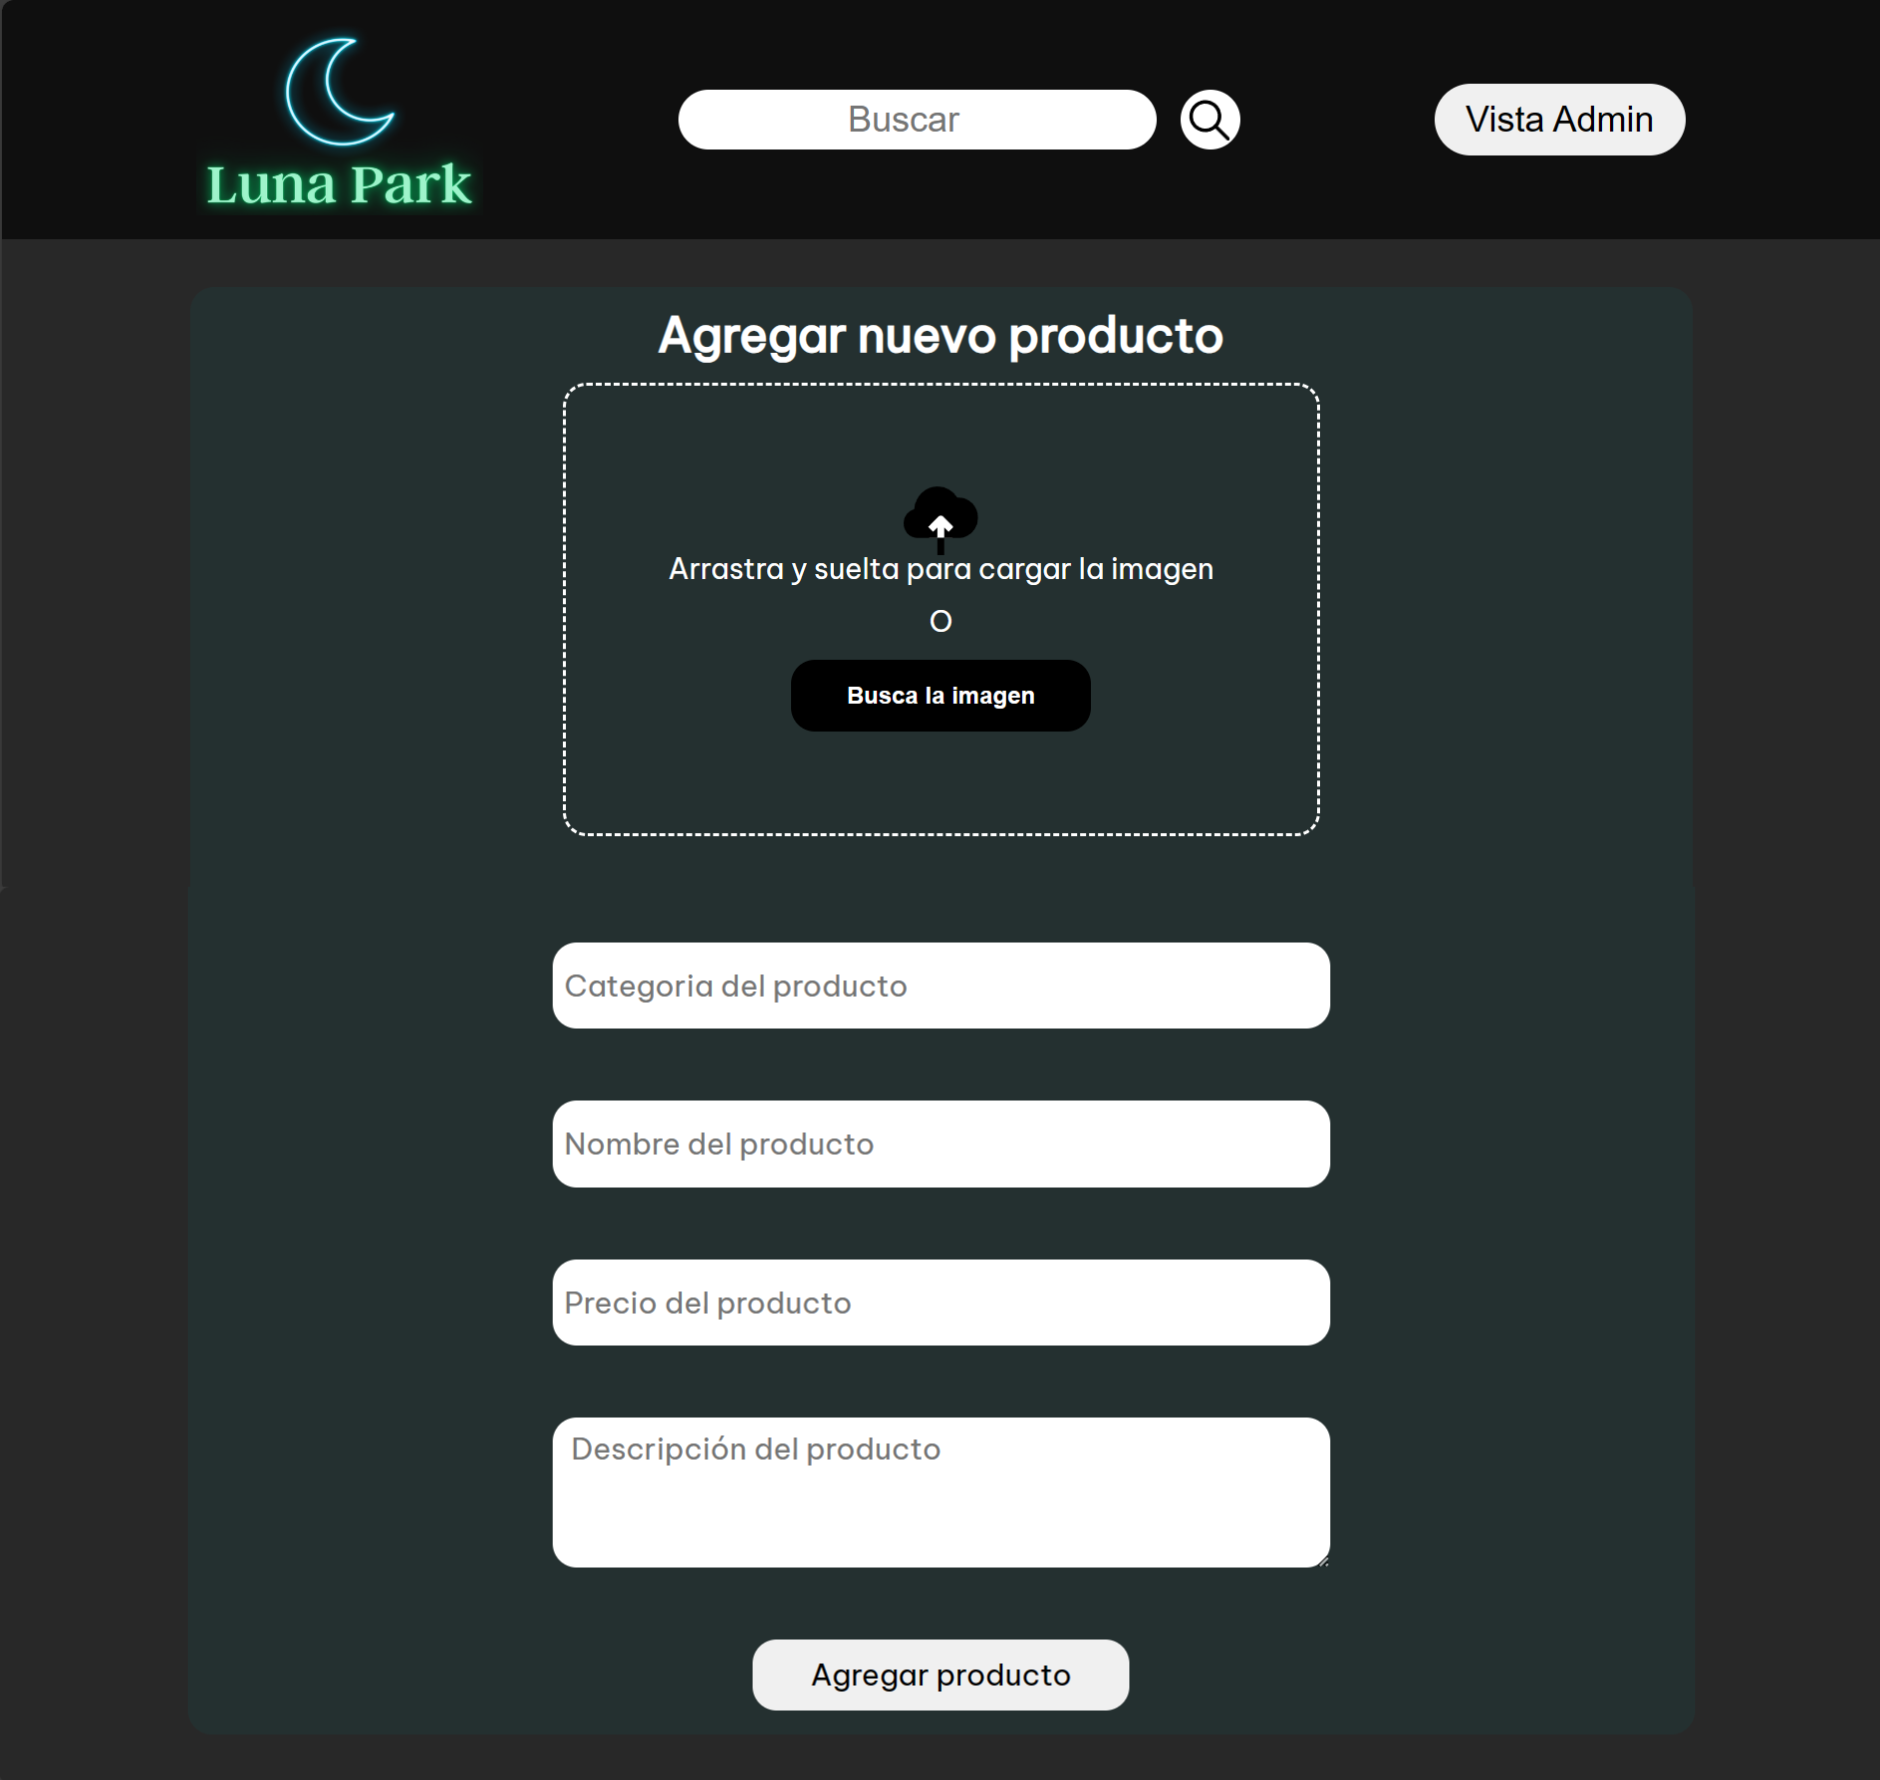 Luna Park
Buscar
Vista Admin
Agregar nuevo producto
Arrastra y suelta para cargar la imagen
O
Busca la imagen
Categoria del producto
Nombre del producto
Precio del producto
Descripción del producto
Agregar producto